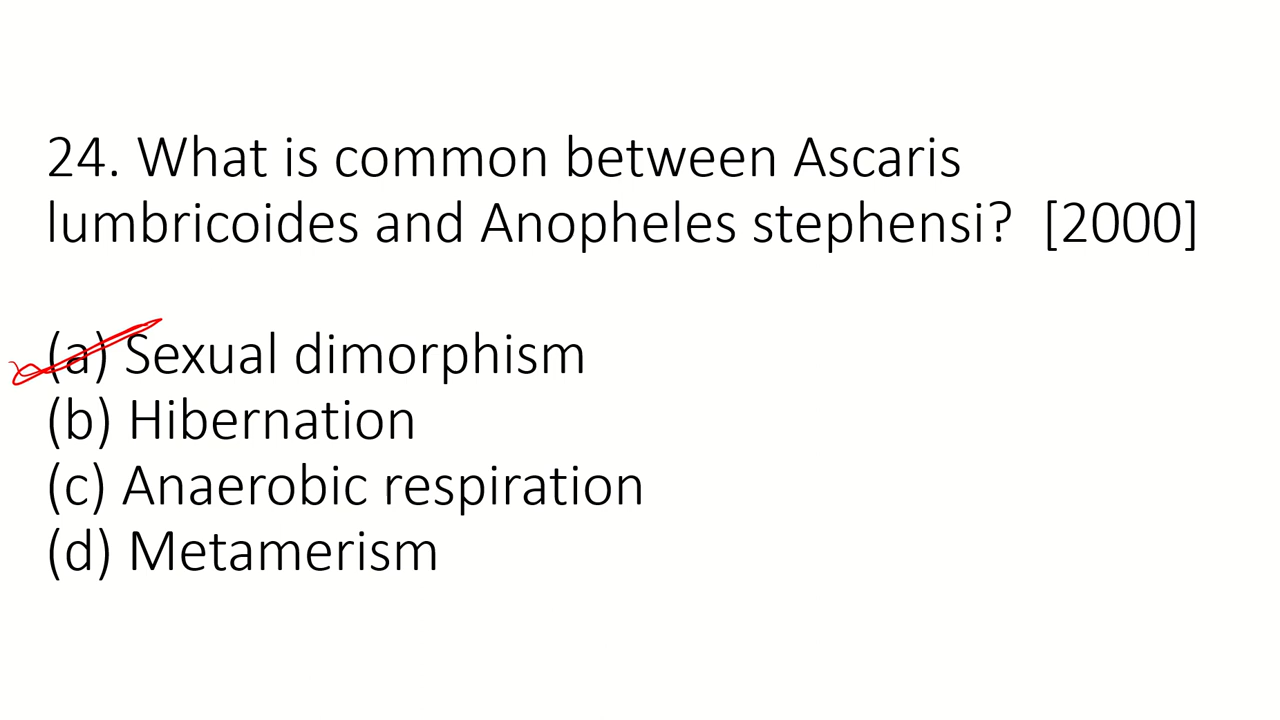 24. What is common between Ascaris
lumbricoides and Anopheles stephensi? [2000]
(a) Sexual dimorphism
(b) Hibernation
(c) Anaerobic respiration
(d) Metamerism